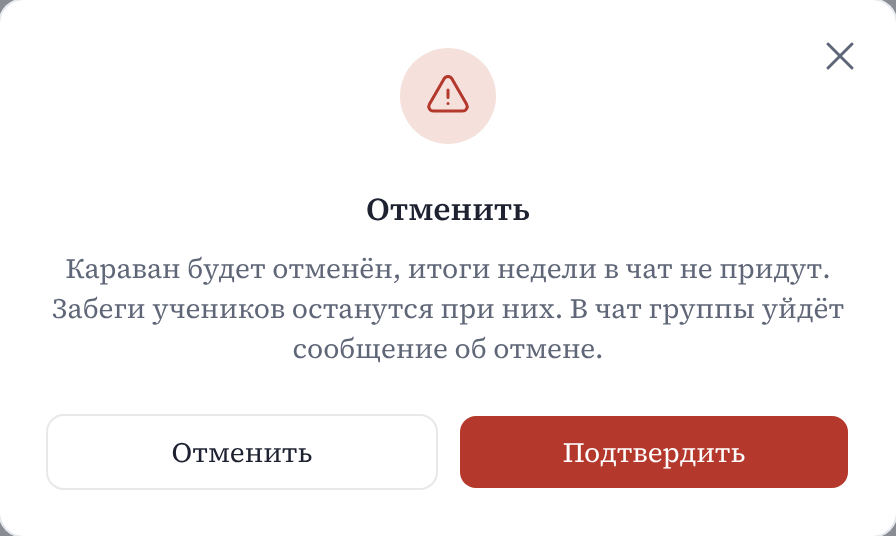 Отменить
Караван будет отменён, итоги недели в чат не придут.
Забеги учеников останутся при них. В чат группы уйдёт
сообщение об отмене.
Отменить
Подтвердить